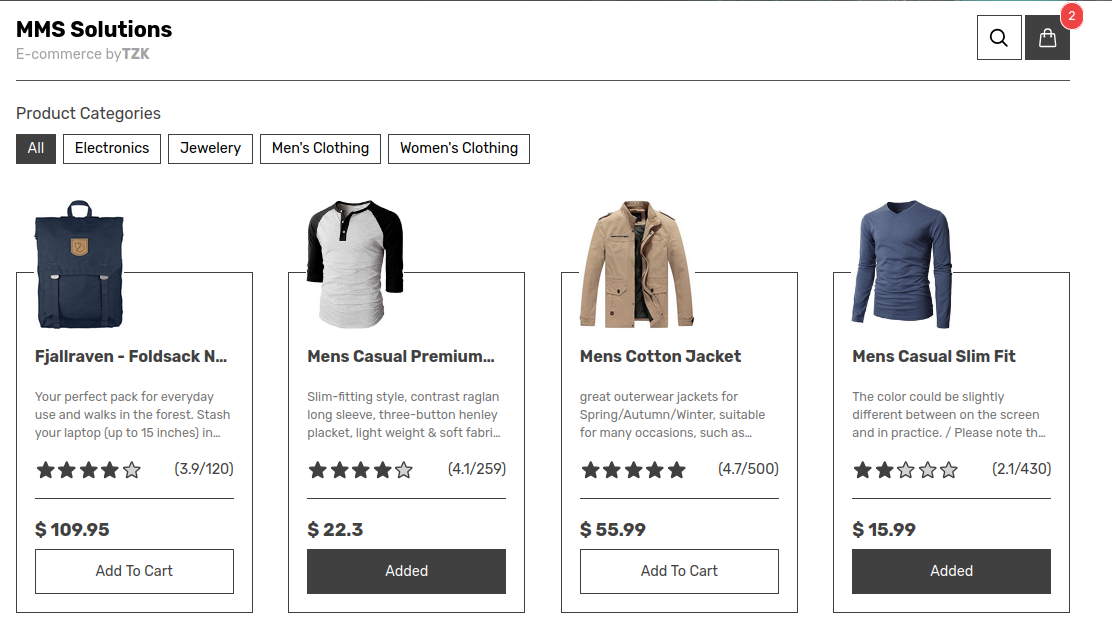 MMS Solutions
E-commerce byTZK
2
Product Categories
All
Electronics
Jewelery
Men's Clothing
Women's Clothing
Fjallraven - Foldsack N...
Your perfect pack for everyday
use and walks in the forest. Stash
your laptop (up to 15 inches) in...
(3.9/120)
$ 109.95
Add To Cart
Mens Casual Premium...
Slim-fitting style, contrast raglan
long sleeve, three-button henley
placket, light weight & soft fabri...
(4.1/259)
$ 22.3
Added
Mens Cotton Jacket
great outerwear jackets for
Spring/Autumn/Winter, suitable
for many occasions, such as...
(4.7/500)
$ 55.99
Add To Cart
Mens Casual Slim Fit
The color could be slightly
different between on the screen
and in practice. / Please note th...
(2.1/430)
$ 15.99
Added